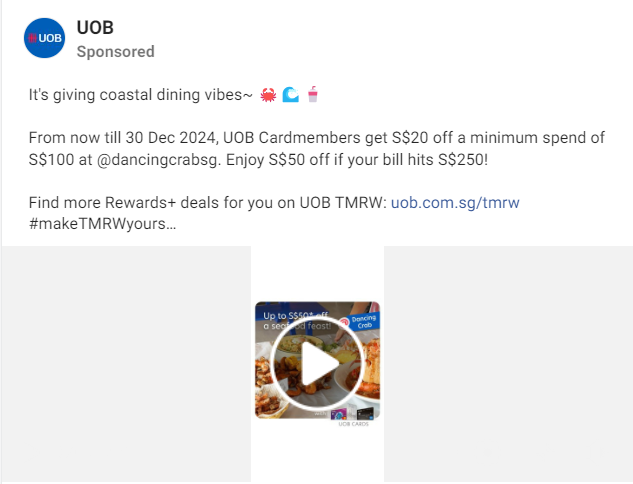 UOB
UOB
Sponsored
It's giving coastal dining vibes~ 🦀 🌊 🥤
From now till 30 Dec 2024, UOB Cardmembers get S$20 off a minimum spend of
S$100 at @dancingcrabsg. Enjoy S$50 off if your bill hits S$250!
Find more Rewards+ deals for you on UOB TMRW: uob.com.sg/tmrw
#makeTMRWyours...
Up to S$50* off
a seafood feast!
Dancing
Crab
UOB CARDS